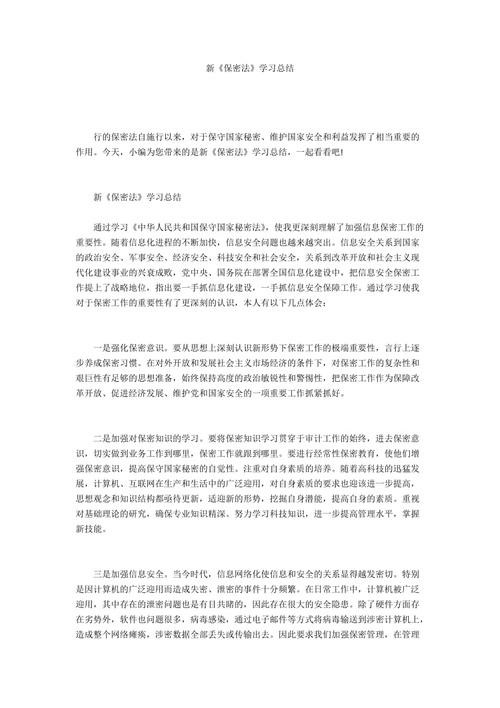 新《保密法》学习总结
行的保密法自施行以来，对于保守国家秘密、维护国家安全和利益发挥了相当重要的
作用。今天，小编为您带来的是新《保密法》学习总结，一起看看吧!
新《保密法》学习总结
通过学习《中华人民共和国保守国家秘密法》，使我更深刻理解了加强信息保密工作的
重要性。随着信息化进程的不断加快，信息安全问题也越来越突出。信息安全关系到国家
的政治安全、军事安全、经济安全、科技安全和社会安全，关系到改革开放和社会主义现
代化建设事业的兴衰成败，党中央、国务院在部署全国信息化建设中，把信息安全保密工
作提上了战略地位，指出要一手抓信息化建设，一手抓信息安全保障工作。通过学习使我
对于保密工作的重要性有了更深刻的认识，本人有以下几点体会：
一是强化保密意识。要从思想上深刻认识新形势下保密工作的极端重要性，言行上逐
步养成保密习惯。在对外开放和发展社会主义市场经济的条件下，对保密工作的复杂性和
艰巨性有足够的思想准备，始终保持高度的政治敏锐性和警惕性，把保密工作作为保障改
革开放、促进经济发展、维护党和国家安全的一项重要工作抓紧抓好。
二是加强对保密知识的学习。要将保密知识学习贯穿于审计工作的始终，进去保密意
识，切实做到业务工作到哪里，保密工作就跟到哪里。要进行经常性保密教育，使他们增
强保密意识，提高保守国家秘密的自觉性。注重对自身素质的培养。随着高科技的迅猛发
展，计算机、互联网在生产和生活中的广泛迎用，对自身素质的要求也迎该进一步提高，
思想观念和知识结构都亟待更新，适迎新的形势，挖掘自身潜能，提高自身的素质。重视
对基础理论的研究，确保专业知识精深。努力学习科技知识，进一步提高管理水平，掌握
新技能。
三是加强信息安全。当今时代，信息网络化使信息和安全的关系显得越发密切。特别
是因计算机的广泛迎用而造成失密、泄密的事件十分频繁。在日常工作中，计算机被广泛
迎用，其中存在的泄密问题也是有目共睹的，因此存在很大的安全隐患。除了硬件方面存
在劣势外，软件也问题很多，病毒感染，通过电子邮件等方式将病毒输送到涉密计算机上，
造成整个网络瘫痪，涉密数据全部丢失或传输出去。因此要求我们加强保密管理，在管理